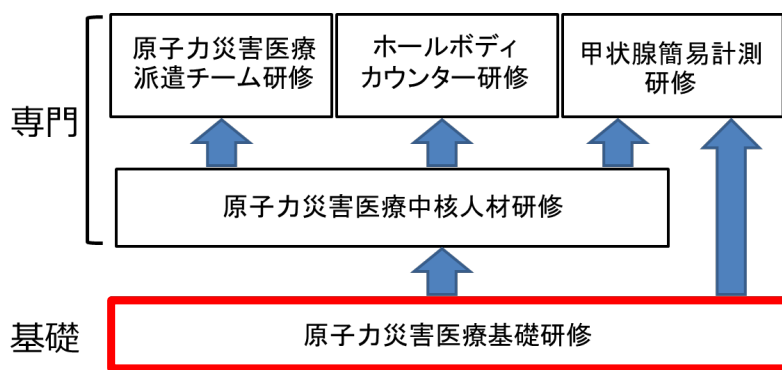 専門
原子力災害医療
派遣チーム研修
ホールボディ
カウンター研修
甲状腺簡易計測
研修
原子力災害医療中核人材研修
基礎
原子力災害医療基礎研修